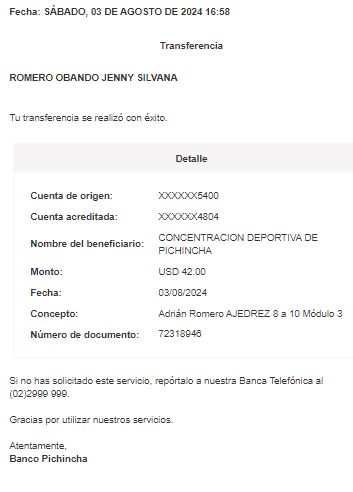 Fecha: SÁBADO, 03 DE AGOSTO DE 2024 16:58
Transferencia
ROMERO OBANDO JENNY SILVANA
Tu transferencia se realizó con éxito.
Detalle
Cuenta de origen: XXXXXX5400
Cuenta acreditada: XXXXXX4804
Nombre del beneficiario: CONCENTRACION DEPORTIVA DE
PICHINCHA
Monto: USD 42.00
Fecha: 03/08/2024
Concepto: Adrián Romero AJEDREZ 8 a 10 Módulo 3
Número de documento: 72318946
Si no has solicitado este servicio, repórtalo a nuestra Banca Telefónica al
(02)2999 999.
Gracias por utilizar nuestros servicios.
Atentamente,
Banco Pichincha